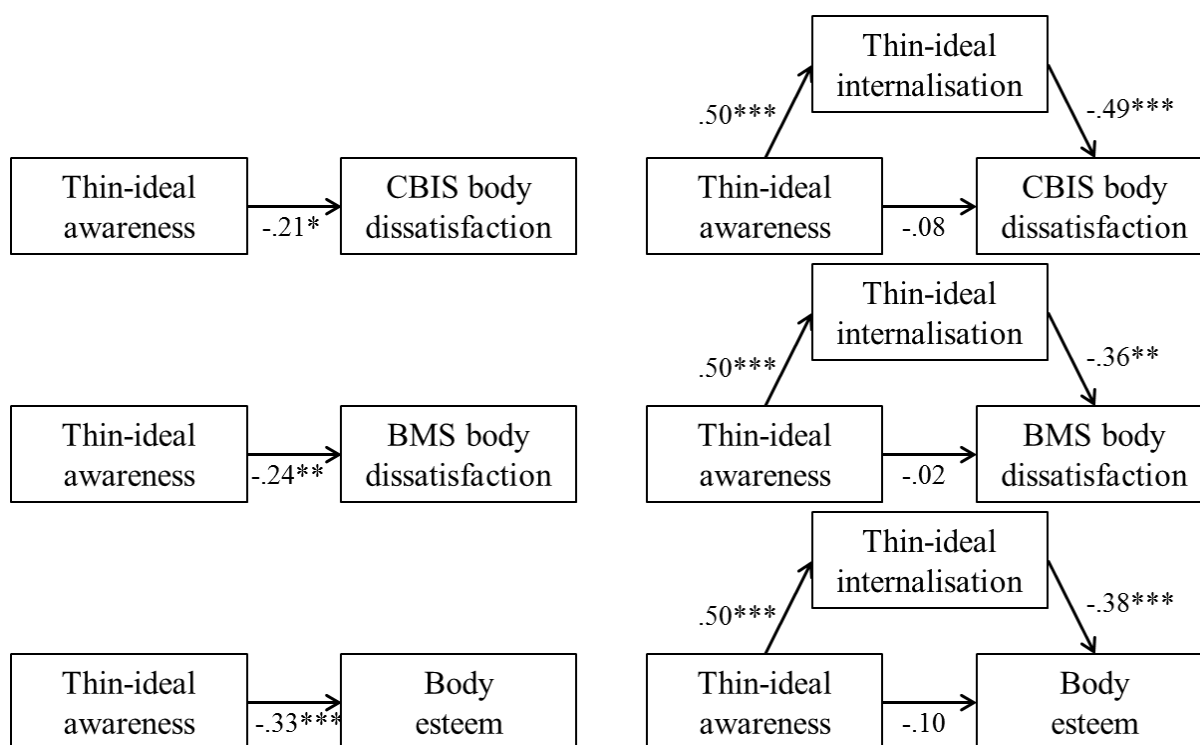 Thin-ideal
internalisation
.50***
-.49***
Thin-ideal
awareness
-.21*
CBIS body
dissatisfaction
Thin-ideal
awareness
-.08
CBIS body
dissatisfaction
Thin-ideal
internalisation
.50***
-.36**
Thin-ideal
awareness
-.24**
BMS body
dissatisfaction
Thin-ideal
awareness
-.02
BMS body
dissatisfaction
Thin-ideal
internalisation
.50***
-.38***
Thin-ideal
awareness
-.33***
Body
esteem
Thin-ideal
awareness
-.10
Body
esteem